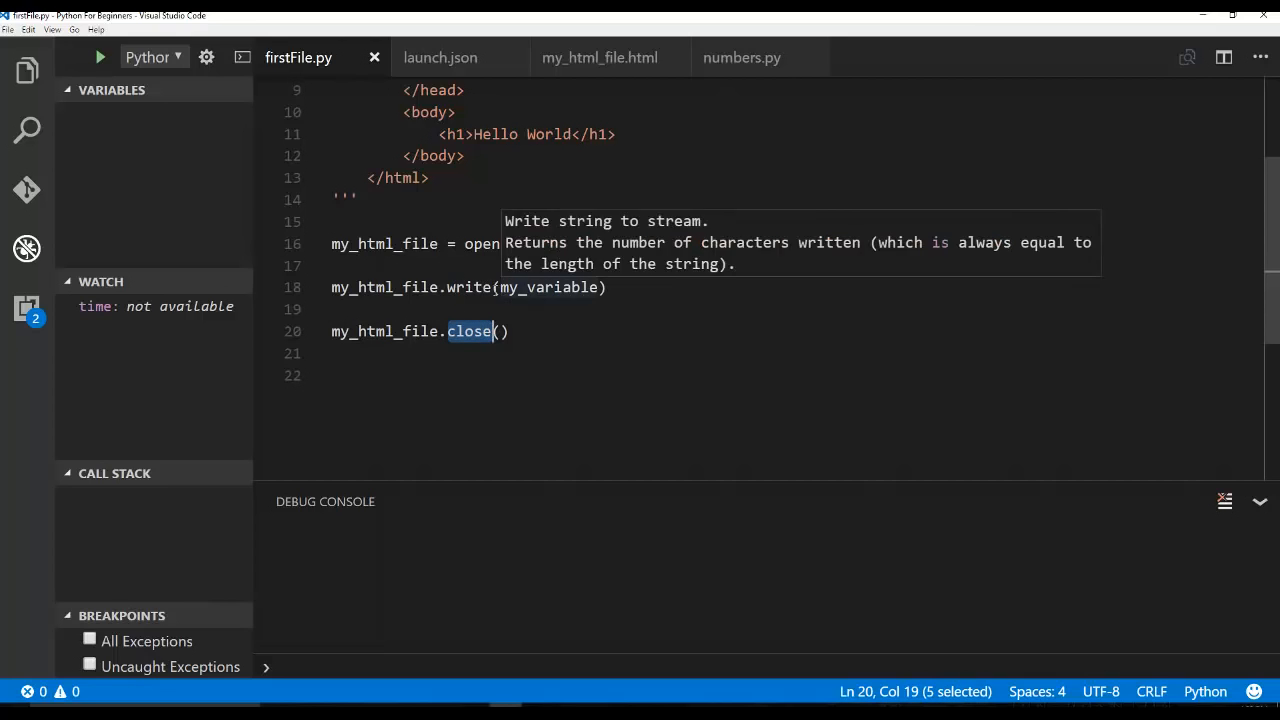 firstFile.py - Python For Beginners - Visual Studio Code
File Edit View Go Help
Python firstFile.py launch.json my_html_file.html numbers.py
VARIABLES
WATCH
time: not available
CALL STACK
BREAKPOINTS
All Exceptions
Uncaught Exceptions
2
9 </head>
10 <body>
11 <h1>Hello World</h1>
12 </body>
13 </html>
14 '''
15
16 my_html_file = open
17
18 my_html_file.write(my_variable)
19
20 my_html_file.close()
21
22
Write string to stream.
Returns the number of characters written (which is always equal to
the length of the string).
DEBUG CONSOLE
0 0 Ln 20, Col 19 (5 selected) Spaces: 4 UTF-8 CRLF Python